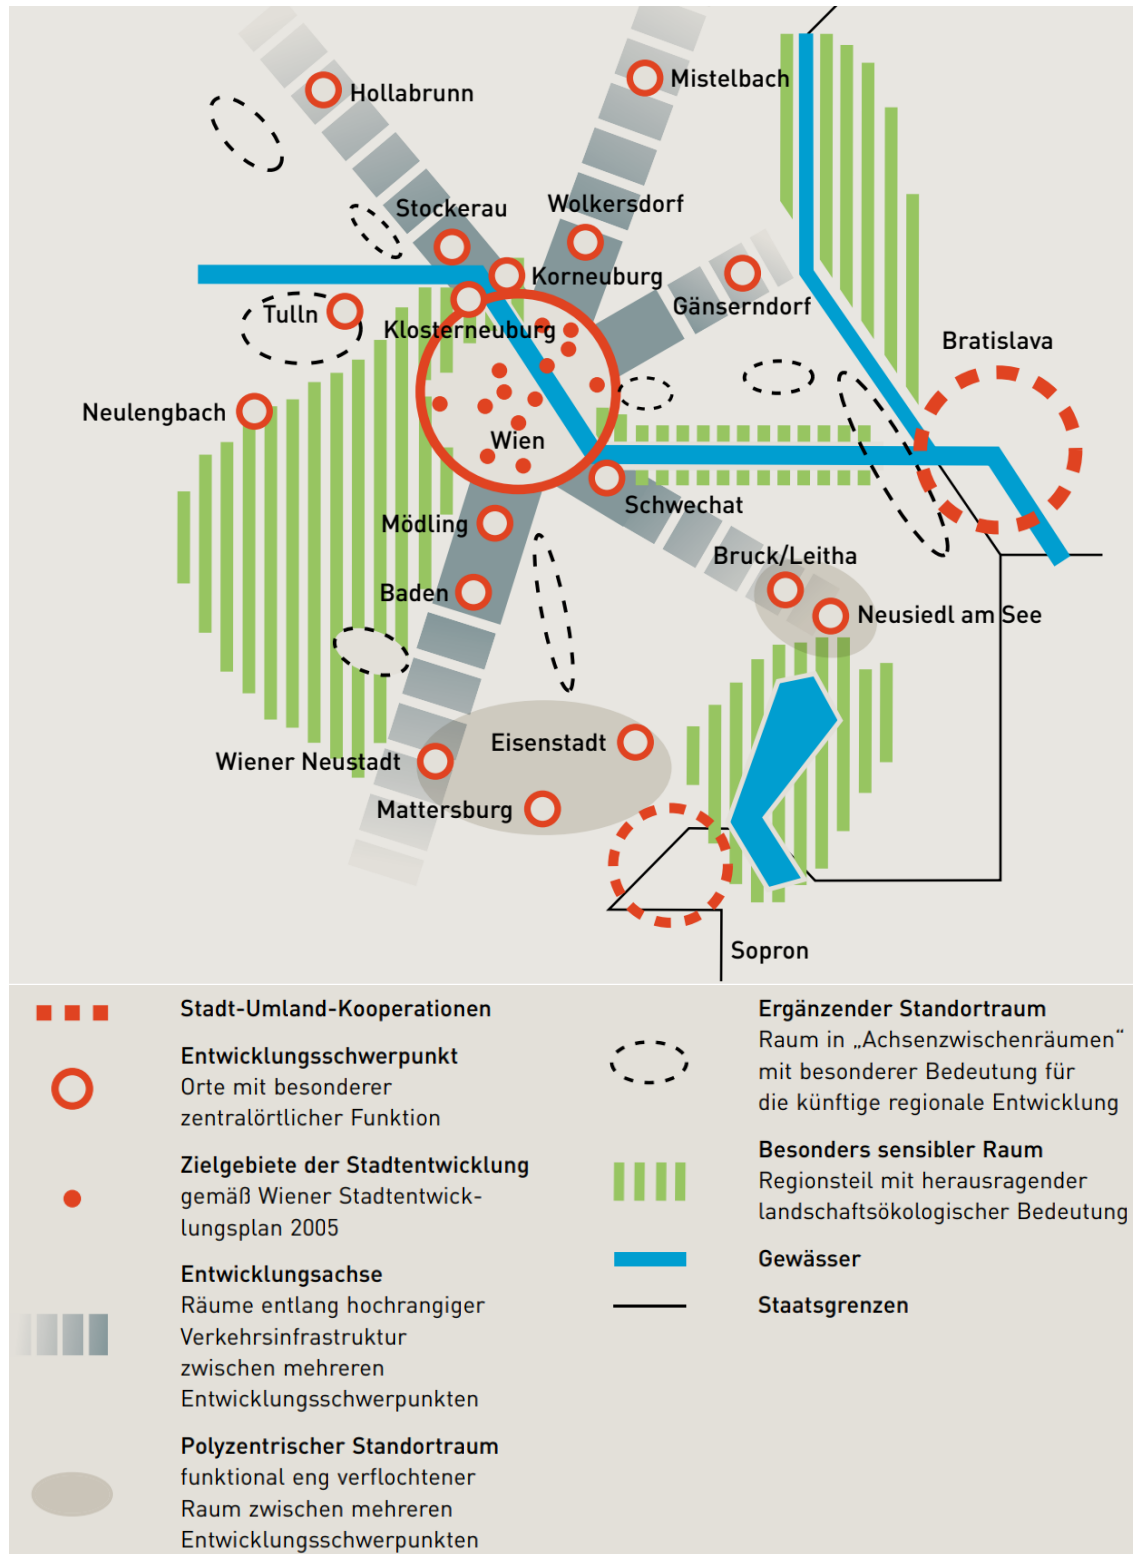 Mistelbach
Hollabrunn
Stockerau
Wolkersdorf
Korneuburg
Gänserndorf
Tulln
Klosterneuburg
Bratislava
Neulengbach
Wien
Schwechat
Mödling
Bruck/Leitha
Baden
Neusiedl am See
Eisenstadt
Wiener Neustadt
Mattersburg
Sopron
Stadt-Umland-Kooperationen
Entwicklungsschwerpunkt
Orte mit besonderer
zentralörtlicher Funktion
Zielgebiete der Stadtentwicklung
gemäß Wiener Stadtentwick-
lungsplan 2005
Entwicklungsachse
Räume entlang hochrangiger
Verkehrsinfrastruktur
zwischen mehreren
Entwicklungsschwerpunkten
Polyzentrischer Standortraum
funktional eng verflochtener
Raum zwischen mehreren
Entwicklungsschwerpunkten
Ergänzender Standortraum
Raum in „Achsenzwischenräumen“
mit besonderer Bedeutung für
die künftige regionale Entwicklung
Besonders sensibler Raum
Regionsteil mit herausragender
landschaftsökologischer Bedeutung
Gewässer
Staatsgrenzen